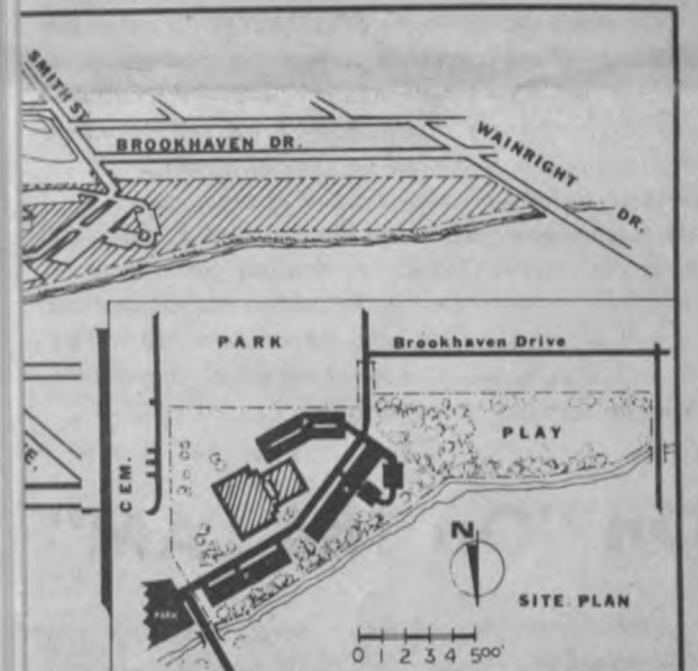 SMITH ST.
BROOKHAVEN DR.
WAINRIGHT DR.
PARK
Brookhaven Drive
CEM.
PLAY
E.
N
PARK
SITE PLAN
0 1 2 3 4 500'